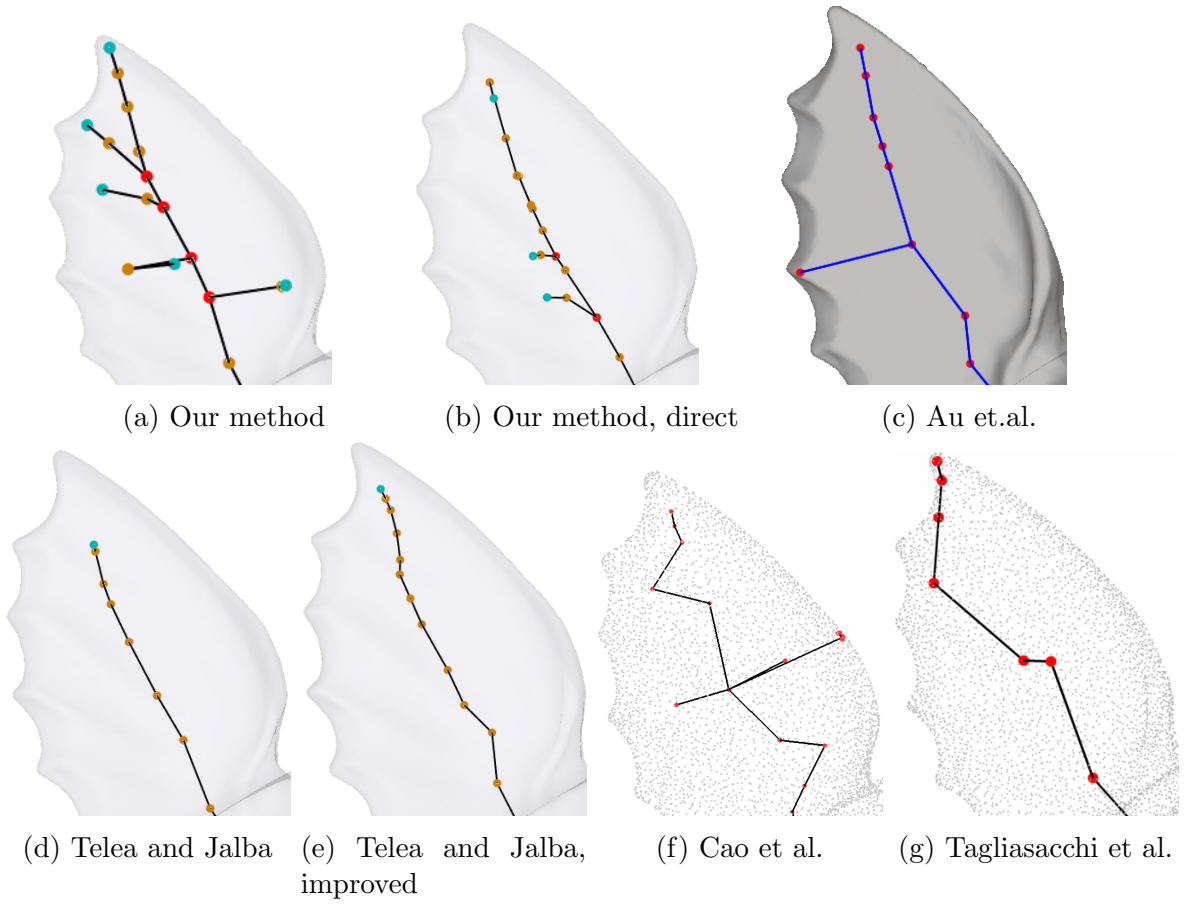 (a) Our method
(b) Our method, direct
(c) Au et.al.
(d) Telea and Jalba
(e) Telea and Jalba,
improved
(f) Cao et al.
(g) Tagliasacchi et al.